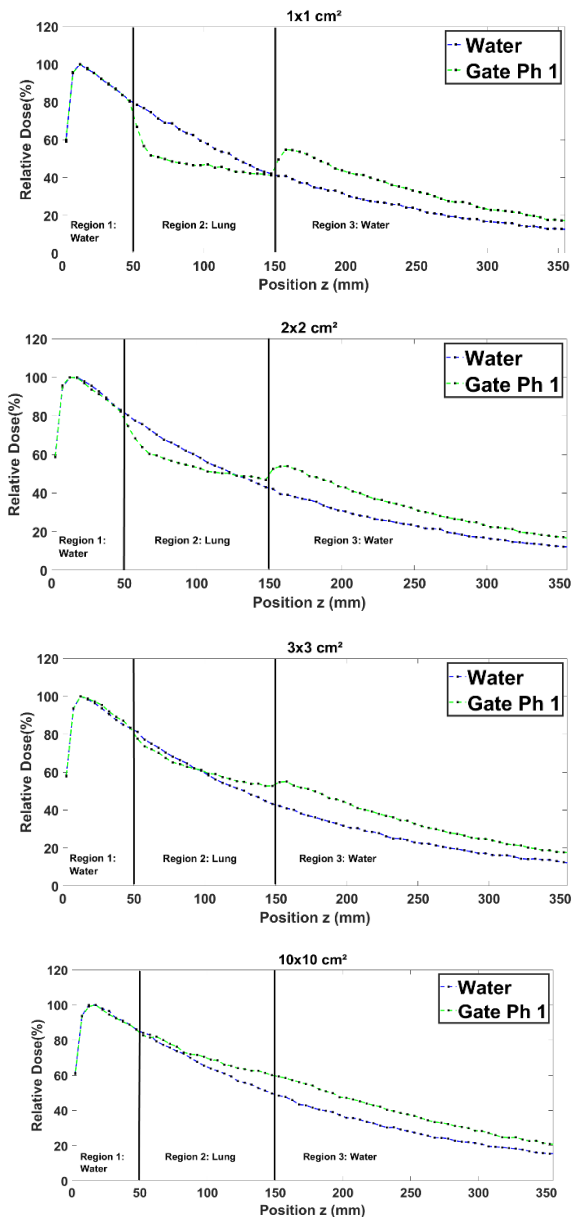 1x1 cm²
Relative Dose(%)
120
100
80
60
40
20
0
Water
Gate Ph 1
Region 1:
Water
Region 2: Lung
Region 3: Water
0 50 100 150 200 250 300 350
Position z (mm)
2x2 cm²
Relative Dose(%)
120
100
80
60
40
20
0
Water
Gate Ph 1
Region 1:
Water
Region 2: Lung
Region 3: Water
0 50 100 150 200 250 300 350
Position z (mm)
3x3 cm²
Relative Dose(%)
120
100
80
60
40
20
0
Water
Gate Ph 1
Region 1:
Water
Region 2: Lung
Region 3: Water
0 50 100 150 200 250 300 350
Position z (mm)
10x10 cm²
Relative Dose(%)
120
100
80
60
40
20
0
Water
Gate Ph 1
Region 1:
Water
Region 2: Lung
Region 3: Water
0 50 100 150 200 250 300 350
Position z (mm)